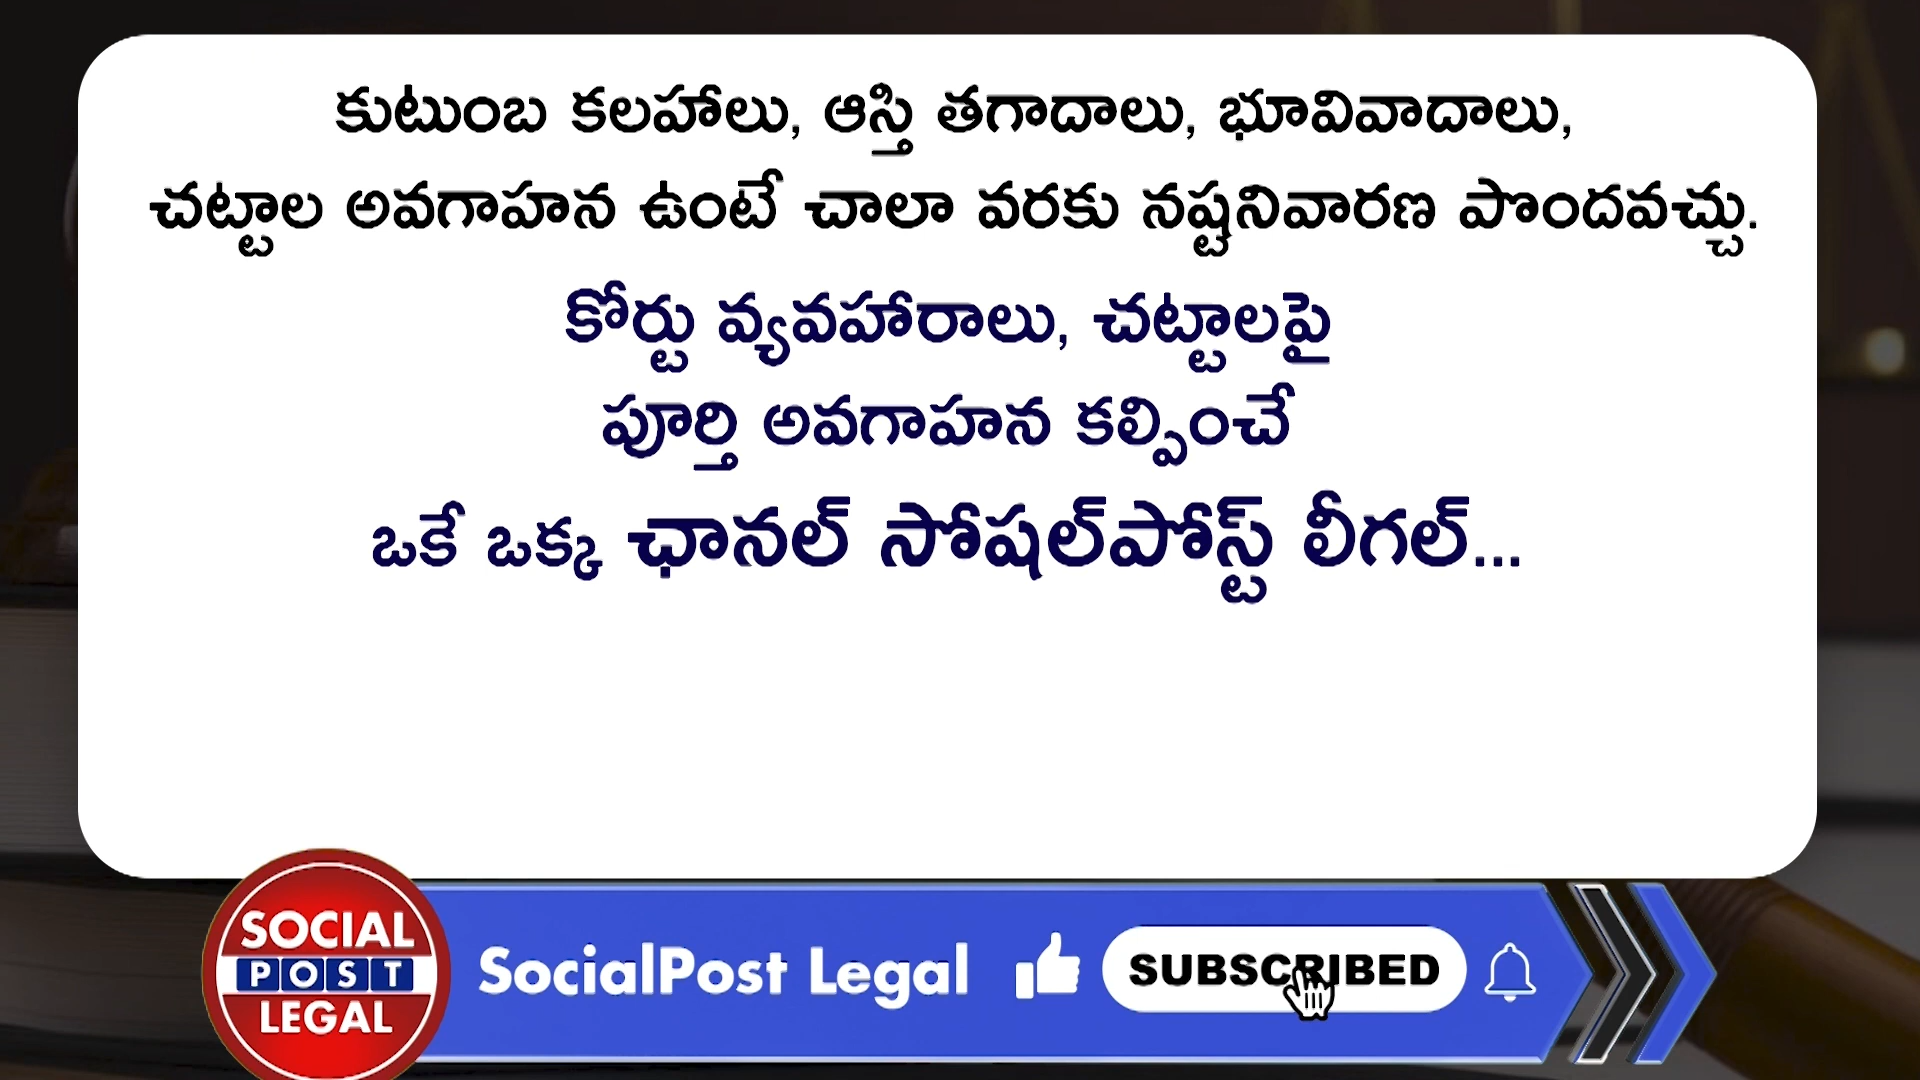 కుటుంబ కలహాలు, ఆస్తి తగాదాలు, భూవివాదాలు,
చట్టాల అవగాహన ఉంటే చాలా వరకు నష్టనివారణ పొందవచ్చు.
కోర్టు వ్యవహారాలు, చట్టాలపై
పూర్తి అవగాహన కల్పించే
ఒకే ఒక్క ఛానల్ సోషల్‌పోస్ట్ లీగల్...
SOCIAL
POST
LEGAL
SocialPost Legal
SUBSCRIBED